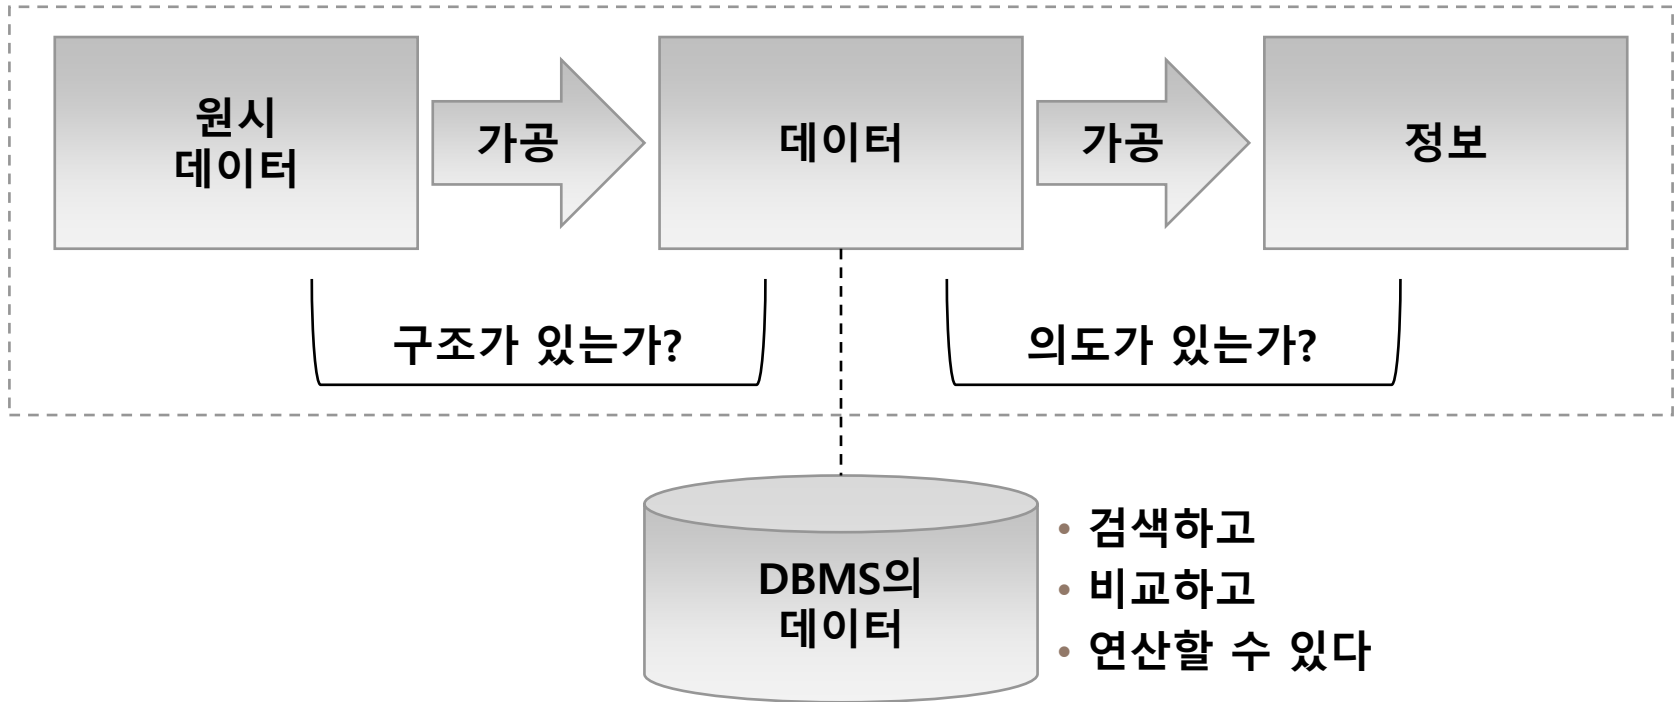 원시
데이터
가공
데이터
가공
정보
구조가 있는가?
의도가 있는가?
DBMS의
데이터
• 검색하고
• 비교하고
• 연산할 수 있다